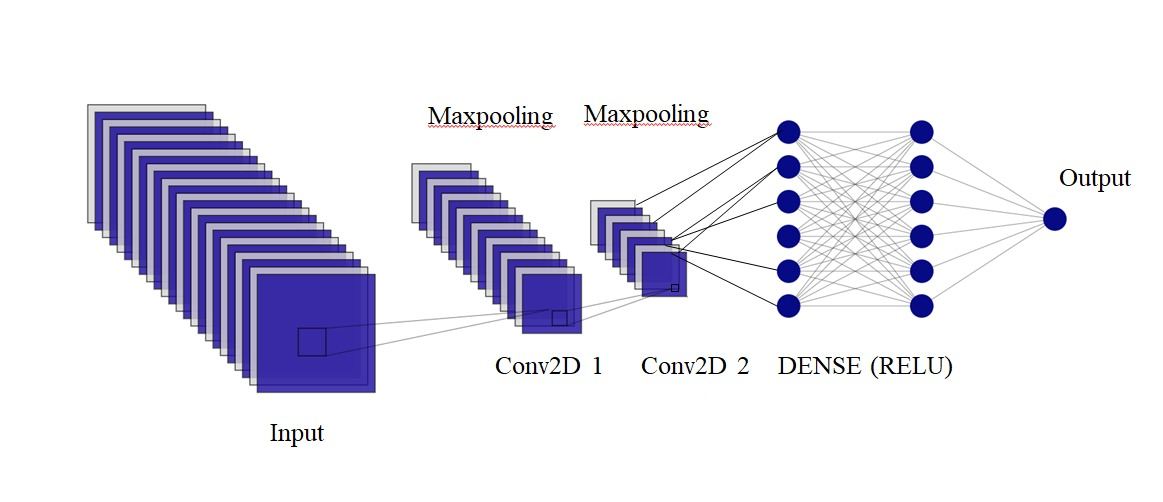 Maxpooling
Maxpooling
Output
Conv2D 1
Conv2D 2
DENSE (RELU)
Input